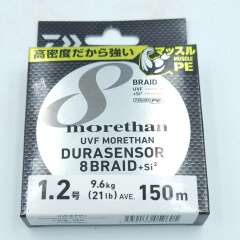 高密度だから強い
マッスル
MUSCLE
PE
BRAID
UVF
8
morethan
UVF MORETHAN
DURASENSOR
8BRAID+Si²
1.2号
9.6kg
(21lb) AVE.
150m